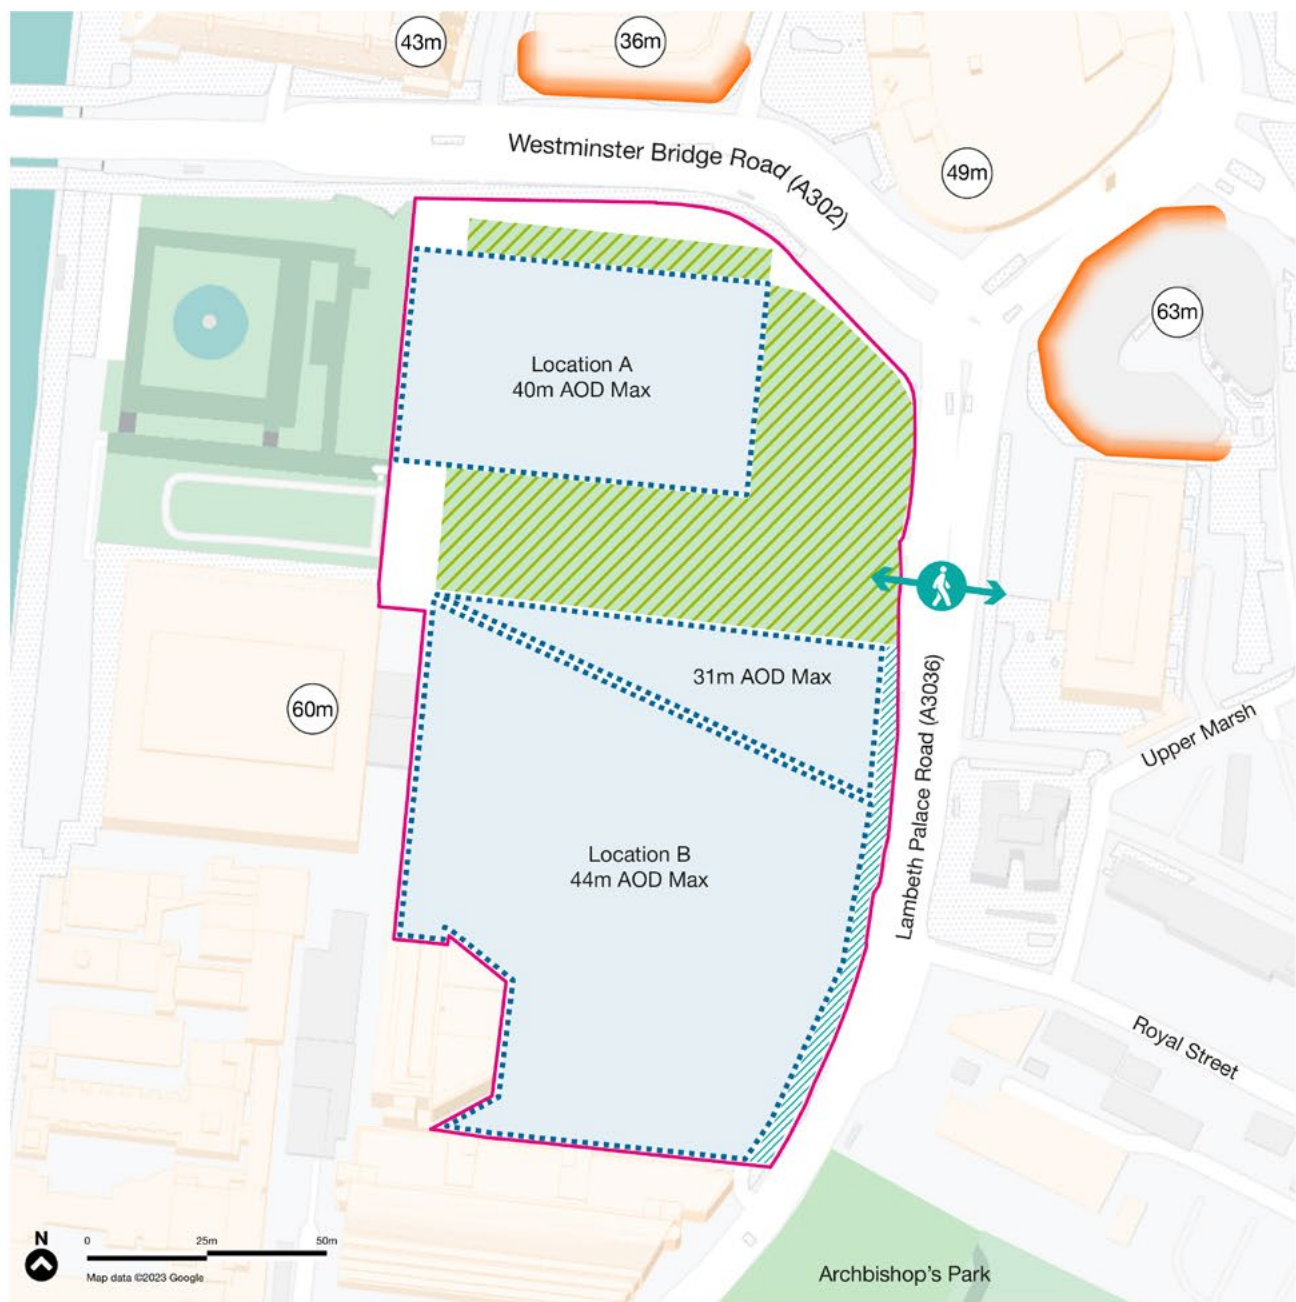 43m
36m
Westminster Bridge Road (A302)
49m
63m
Location A
40m AOD Max
31m AOD Max
60m
Lambeth Palace Road (A3036)
Upper Marsh
Location B
44m AOD Max
Royal Street
N
0
25m
50m
Map data ©2023 Google
Archbishop's Park